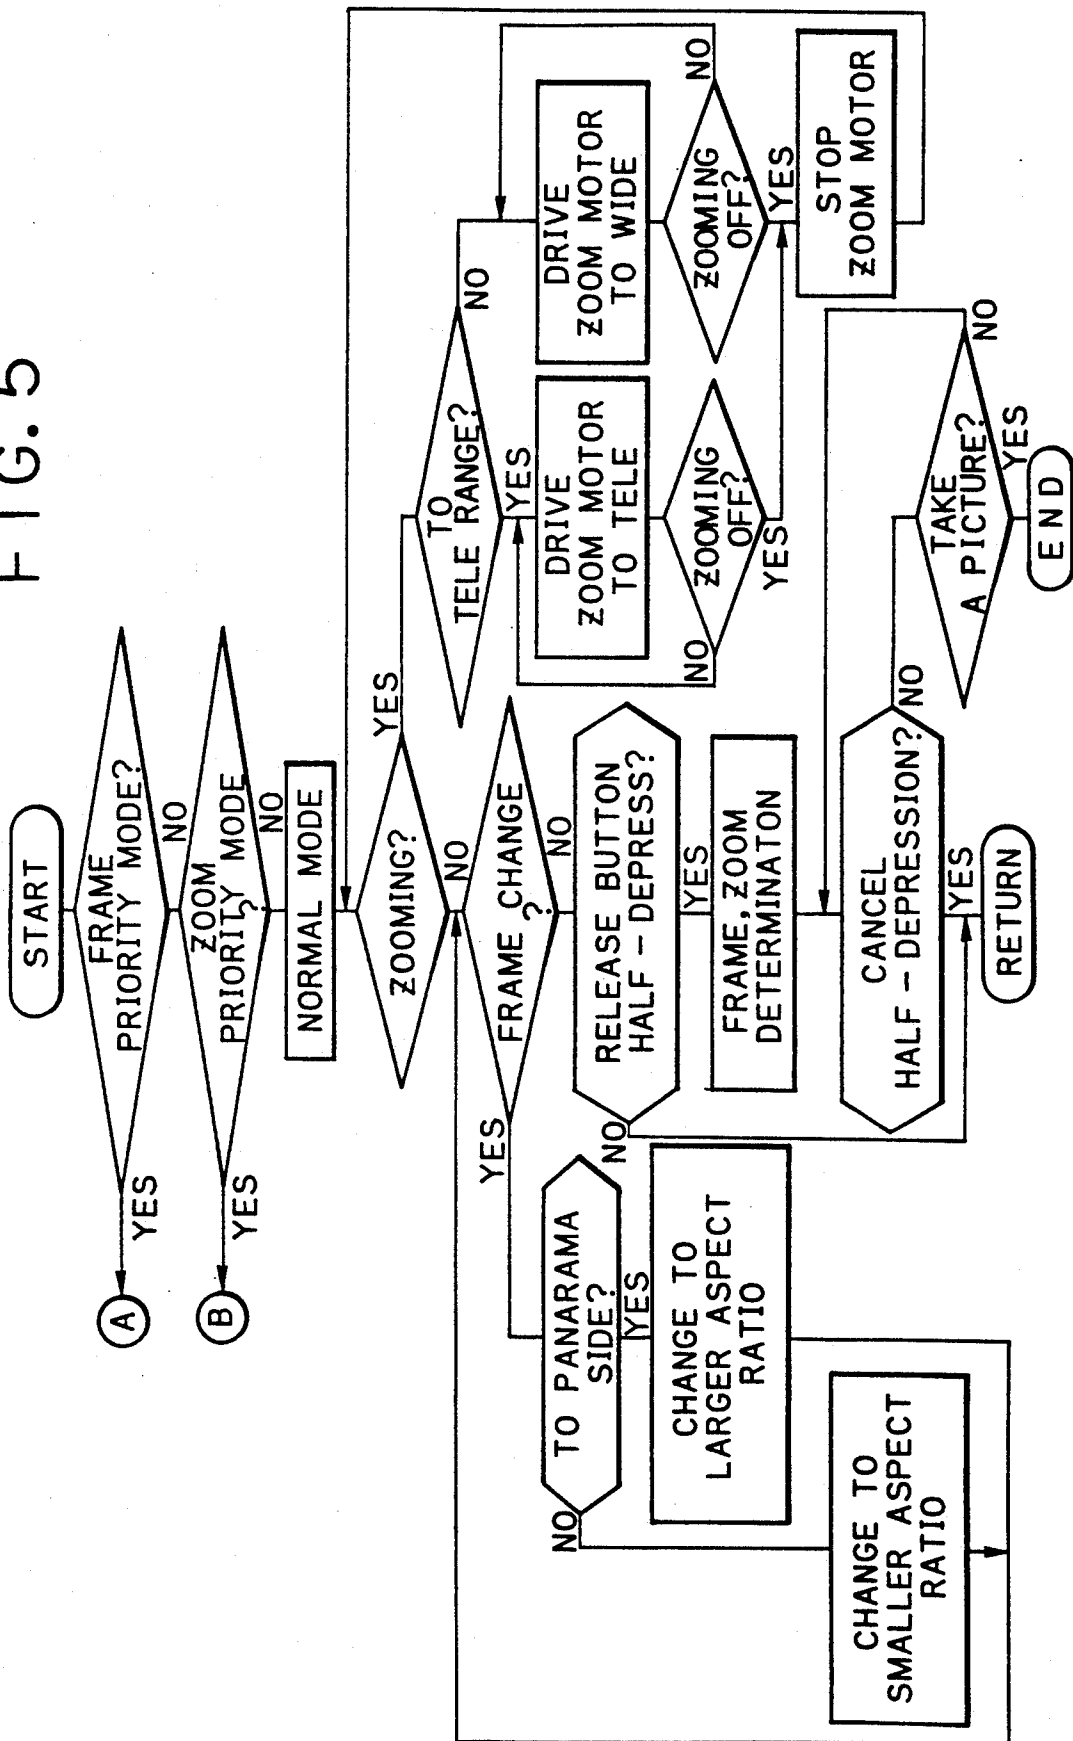 FIG. 5
START
FRAME
PRIORITY MODE?
YES
A
NO
ZOOM
PRIORITY MODE
?
YES
B
NO
NORMAL MODE
ZOOMING?
YES
NO
TO
TELE RANGE?
NO
YES
DRIVE
ZOOM MOTOR
TO TELE
DRIVE
ZOOM MOTOR
TO WIDE
ZOOMING
OFF?
NO
YES
ZOOMING
OFF?
NO
YES
STOP
ZOOM MOTOR
FRAME CHANGE
?
YES
NO
TO PANARAMA
SIDE?
NO
YES
CHANGE TO
LARGER ASPECT
RATIO
CHANGE TO
SMALLER ASPECT
RATIO
RELEASE BUTTON
HALF-DEPRESS?
NO
YES
FRAME, ZOOM
DETERMINATON
CANCEL
HALF-DEPRESSION?
NO
YES
TAKE
A PICTURE?
NO
YES
RETURN
END